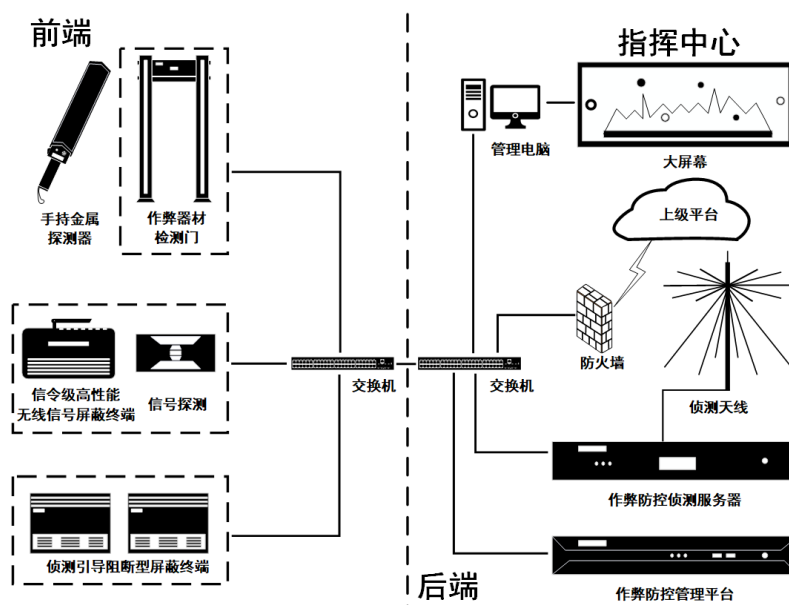 前端
指挥中心
管理电脑
大屏幕
手持金属
探测器
作弊器材
检测门
上级平台
防火墙
侦测天线
信令级高性能
无线信号屏蔽终端
信号探测
交换机
交换机
作弊防控侦测服务器
侦测引导阻断型屏蔽终端
后端
作弊防控管理平台